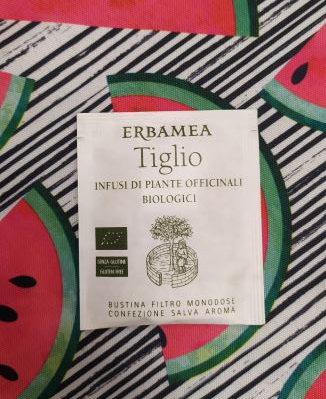 ERBAMEA
Tiglio
INFUSI DI PIANTE OFFICINALI
BIOLOGICI
SENZA GLUTINE
GLUTEN FREE
BUSTINA FILTRO MONODOSE
CONFEZIONE SALVA AROMA